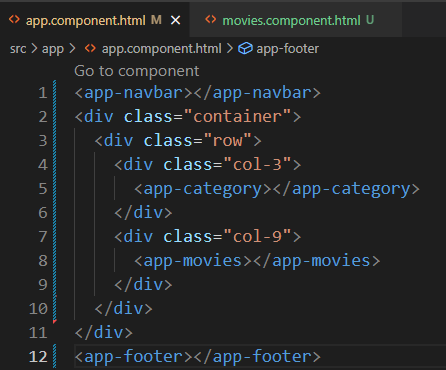 app.component.html M ×
movies.component.html U
src > app > app.component.html > app-footer
Go to component
1 <app-navbar></app-navbar>
2 <div class="container">
3 <div class="row">
4 <div class="col-3">
5 <app-category></app-category>
6 </div>
7 <div class="col-9">
8 <app-movies></app-movies>
9 </div>
10 </div>
11 </div>
12 <app-footer></app-footer>